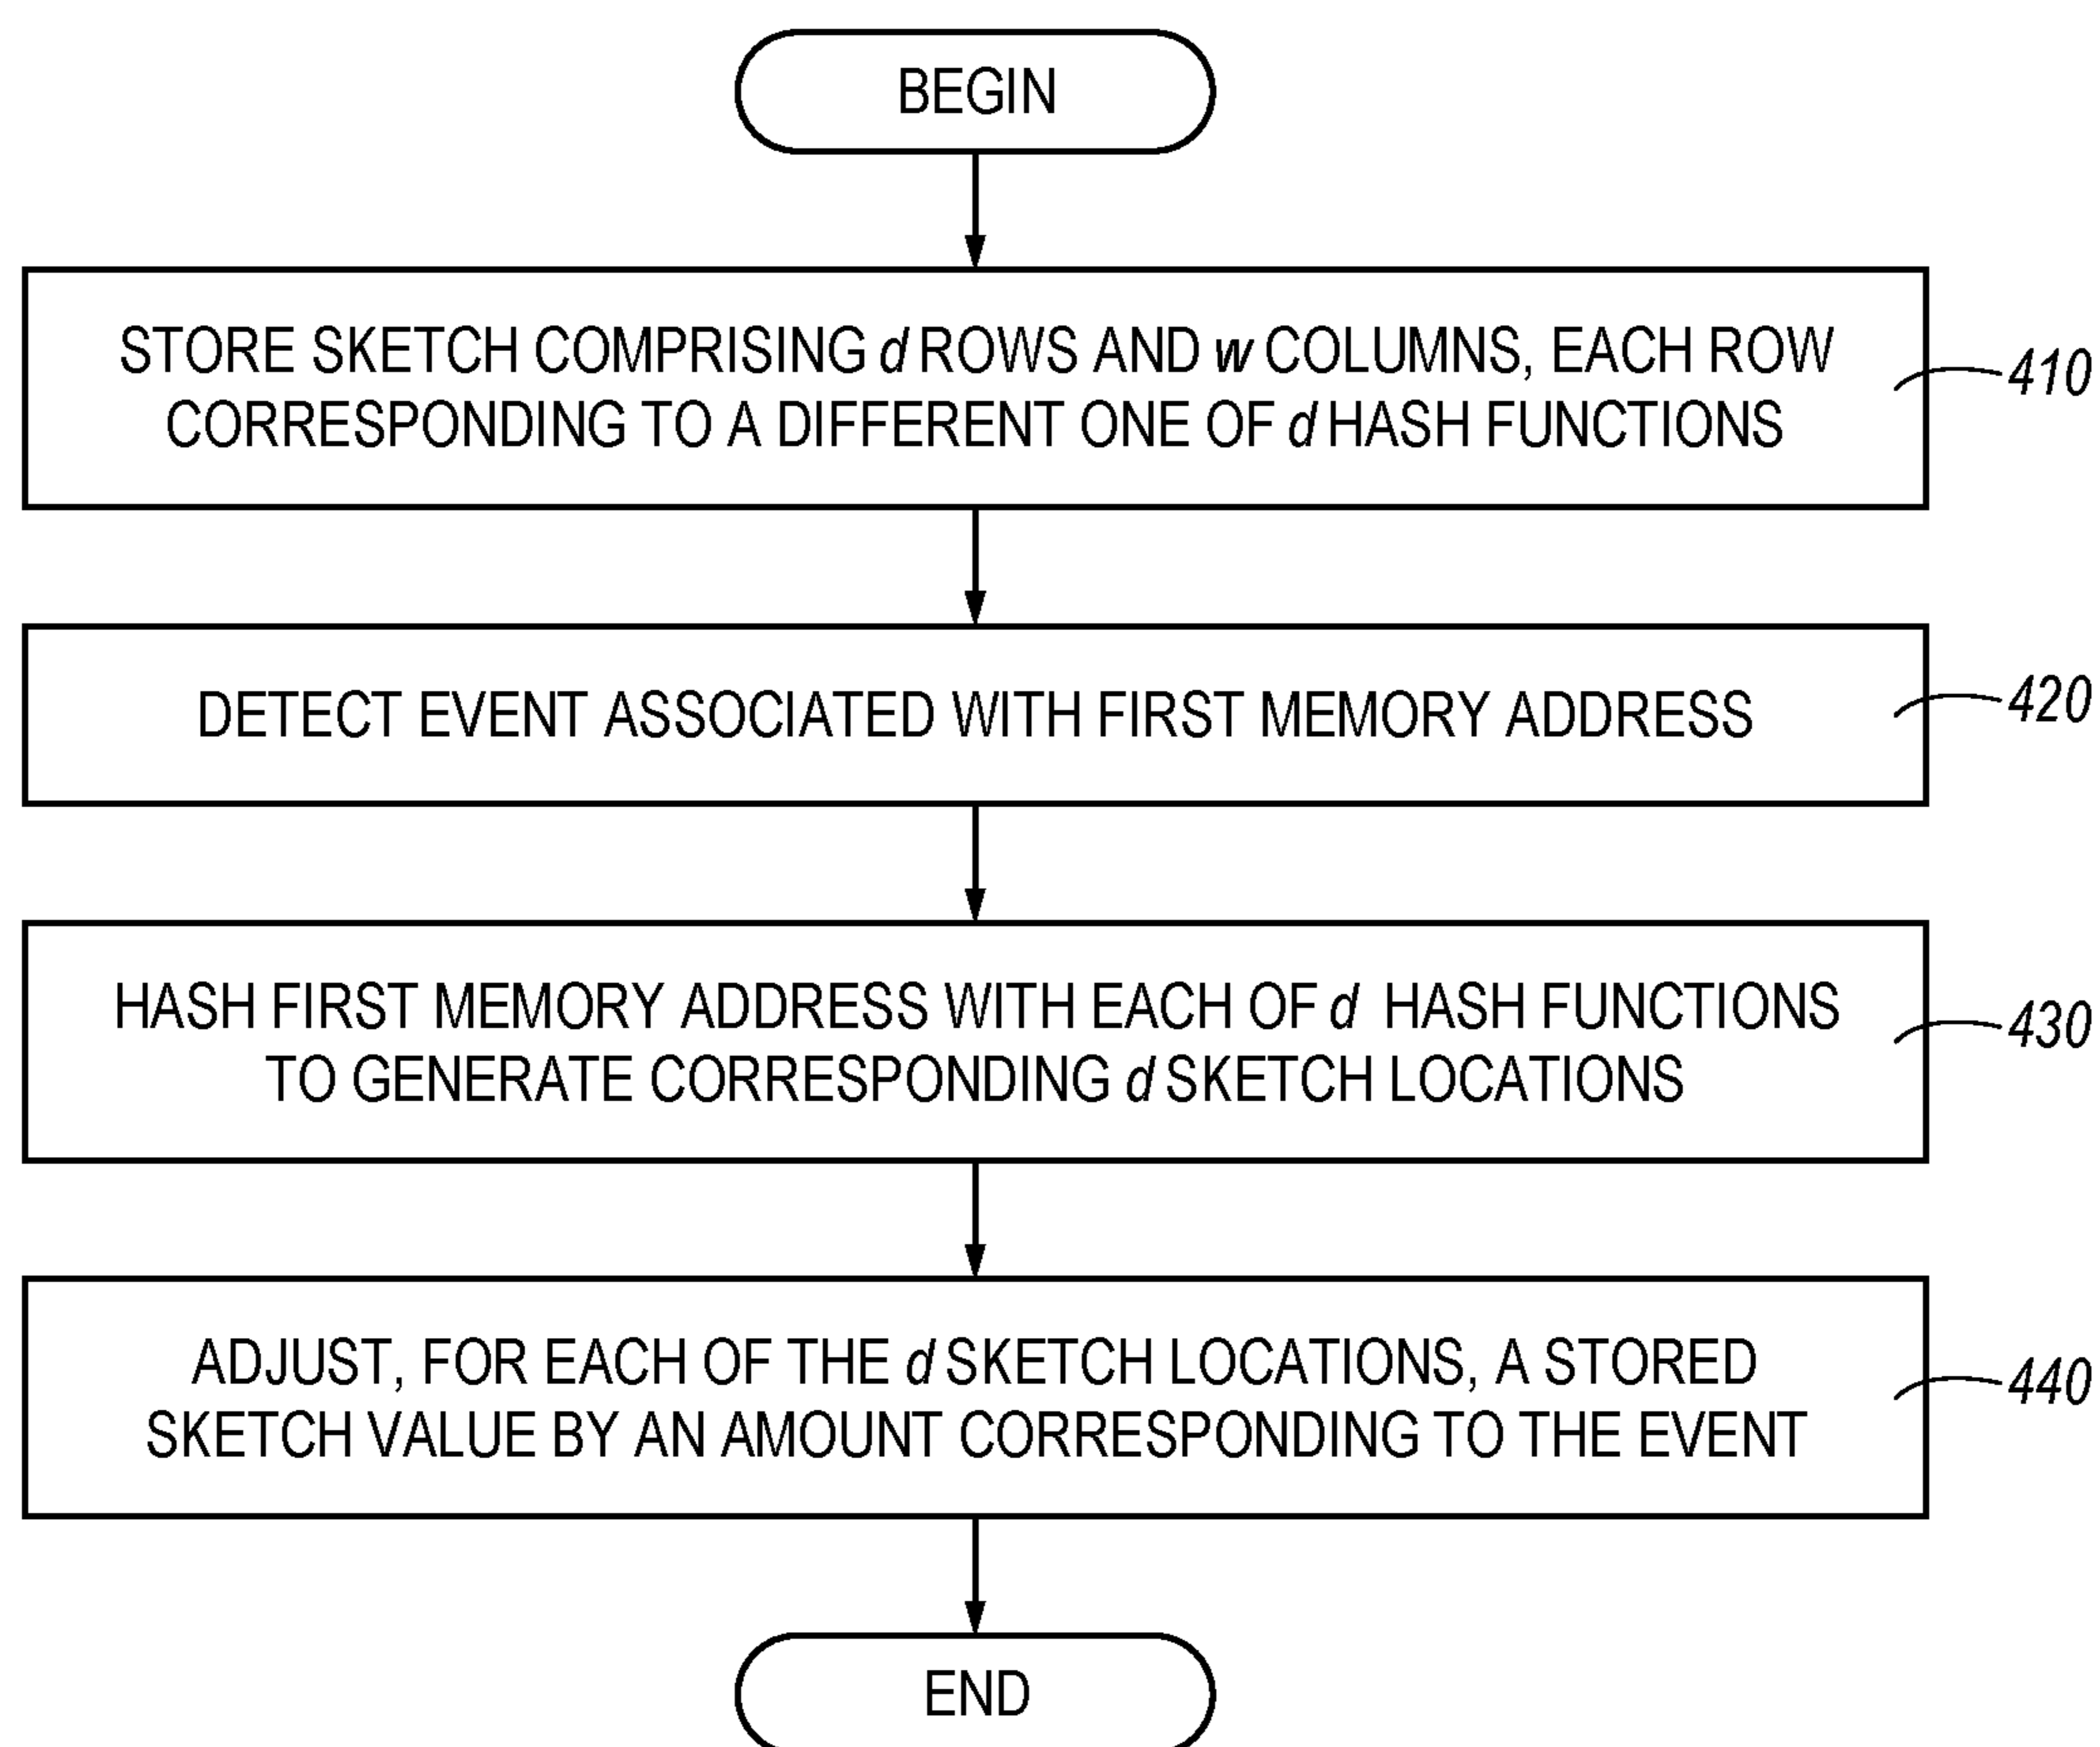 BEGIN
STORE SKETCH COMPRISING d ROWS AND w COLUMNS, EACH ROW
CORRESPONDING TO A DIFFERENT ONE OF d HASH FUNCTIONS
410
DETECT EVENT ASSOCIATED WITH FIRST MEMORY ADDRESS
420
HASH FIRST MEMORY ADDRESS WITH EACH OF d HASH FUNCTIONS
TO GENERATE CORRESPONDING d SKETCH LOCATIONS
430
ADJUST, FOR EACH OF THE d SKETCH LOCATIONS, A STORED
SKETCH VALUE BY AN AMOUNT CORRESPONDING TO THE EVENT
440
END